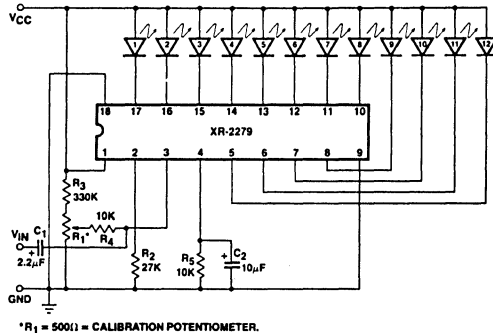 VCC
1 2 3 4 5 6 7 8 9 10 11 12
18 17 16 15 14 13 12 11 10
XR-2279
1 2 3 4 5 6 7 8 9
R3
330K
10K
VIN C1
R1* R4
+
2.2µF
R2
27K
R5
10K
+ C2
10µF
GND
*R1 = 500Ω = CALIBRATION POTENTIOMETER.